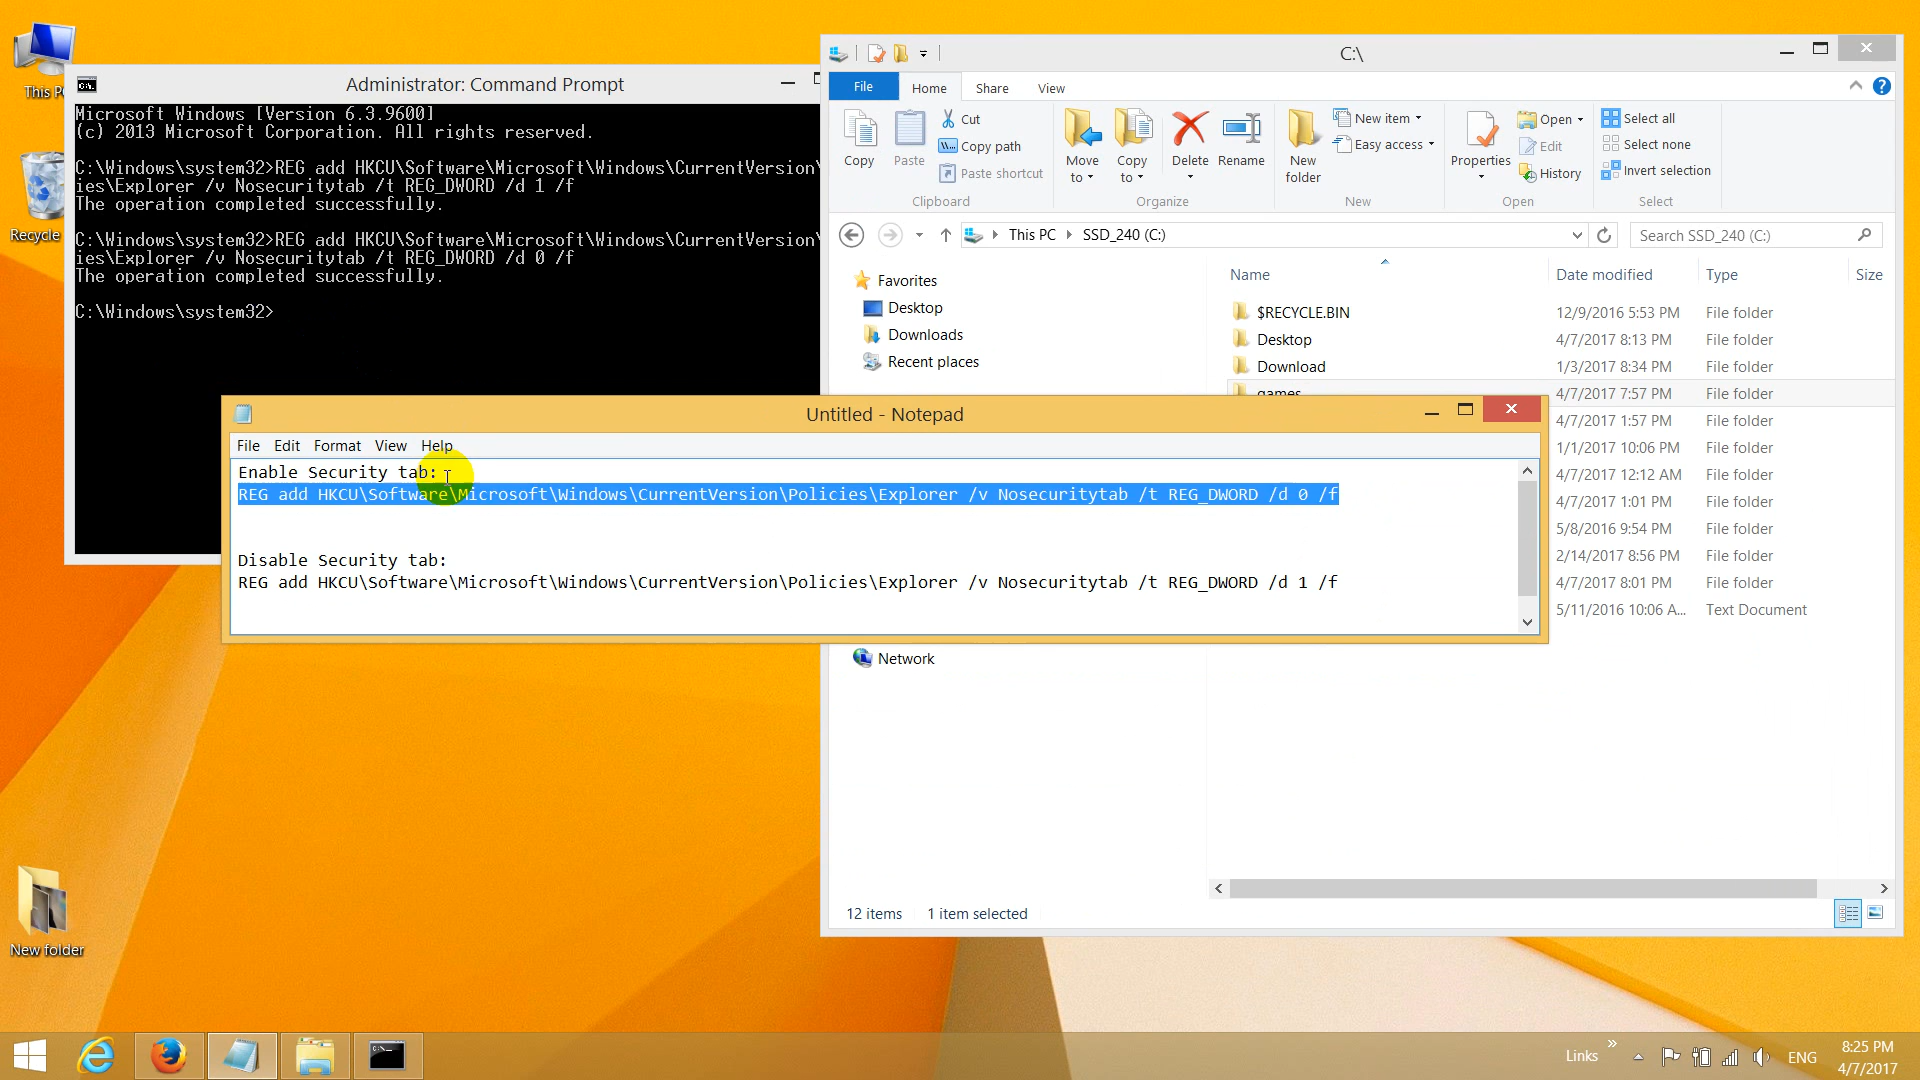 This P
Recycle
New folder
Administrator: Command Prompt
Microsoft Windows [Version 6.3.9600]
(c) 2013 Microsoft Corporation. All rights reserved.
C:\Windows\system32>REG add HKCU\Software\Microsoft\Windows\CurrentVersion\
ies\Explorer /v Nosecuritytab /t REG_DWORD /d 1 /f
The operation completed successfully.
C:\Windows\system32>REG add HKCU\Software\Microsoft\Windows\CurrentVersion\
ies\Explorer /v Nosecuritytab /t REG_DWORD /d 0 /f
The operation completed successfully.
C:\Windows\system32>
C:\
File Home Share View
Copy
Paste
Cut
Copy path
Paste shortcut
Clipboard
Move to
Copy to
Delete
Rename
Organize
New folder
New item
Easy access
New
Properties
Open
Edit
History
Open
Select all
Select none
Invert selection
Select
This PC SSD_240 (C:)
Search SSD_240 (C:)
Favorites
Desktop
Downloads
Recent places
Network
Name Date modified Type Size
$RECYCLE.BIN 12/9/2016 5:53 PM File folder
Desktop 4/7/2017 8:13 PM File folder
Download 1/3/2017 8:34 PM File folder
games 4/7/2017 7:57 PM File folder
4/7/2017 1:57 PM File folder
1/1/2017 10:06 PM File folder
4/7/2017 12:12 AM File folder
4/7/2017 1:01 PM File folder
5/8/2016 9:54 PM File folder
2/14/2017 8:56 PM File folder
4/7/2017 8:01 PM File folder
5/11/2016 10:06 A... Text Document
12 items 1 item selected
Untitled - Notepad
File Edit Format View Help
Enable Security tab:
REG add HKCU\Software\Microsoft\Windows\CurrentVersion\Policies\Explorer /v Nosecuritytab /t REG_DWORD /d 0 /f
Disable Security tab:
REG add HKCU\Software\Microsoft\Windows\CurrentVersion\Policies\Explorer /v Nosecuritytab /t REG_DWORD /d 1 /f
Links
ENG
8:25 PM
4/7/2017